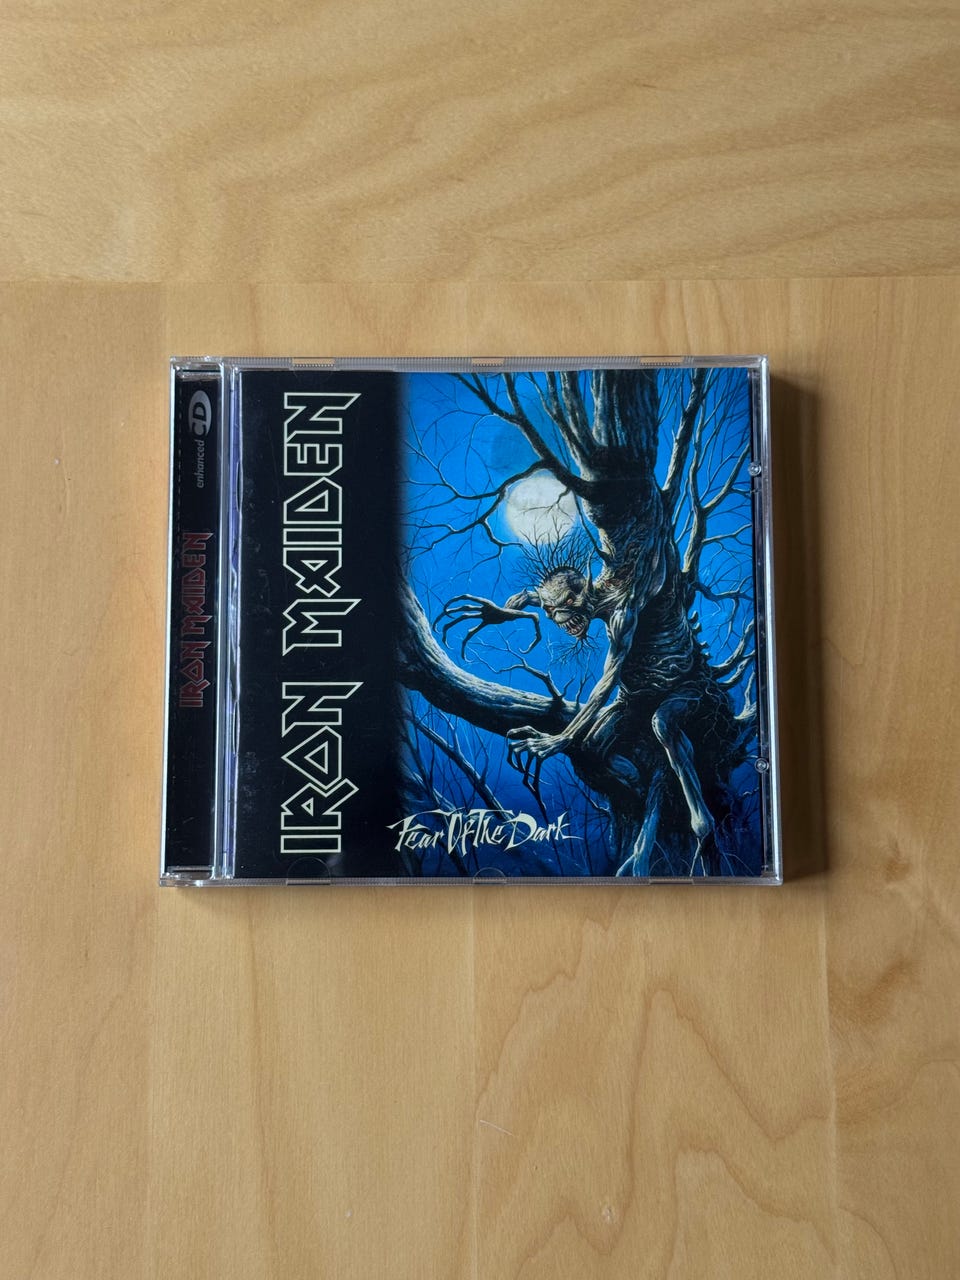 enhanced CD
IRON MAIDEN
IRON MAIDEN
Fear Of The Dark